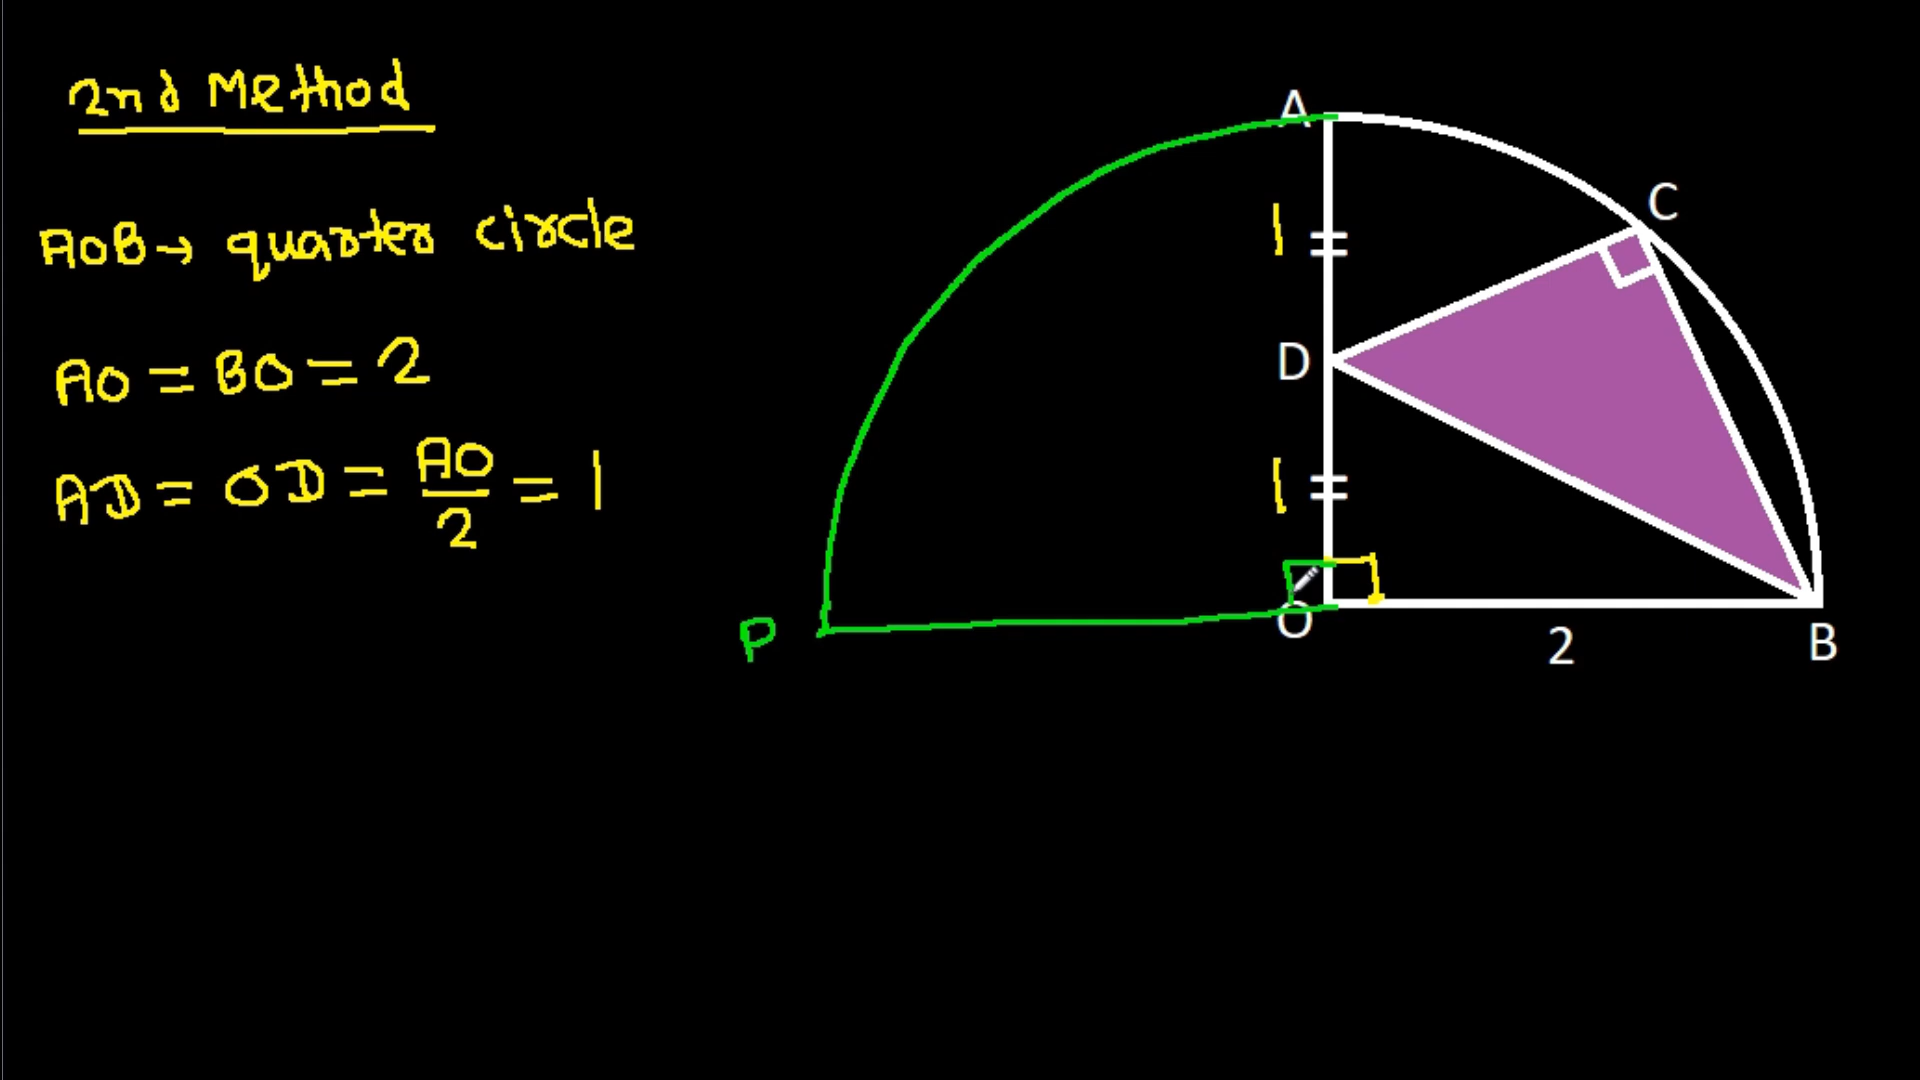 2nd Method
AOB → quarter circle
AO = BO = 2
AD = OD = AO/2 = 1
A
C
1
D
1
O
P
2
B